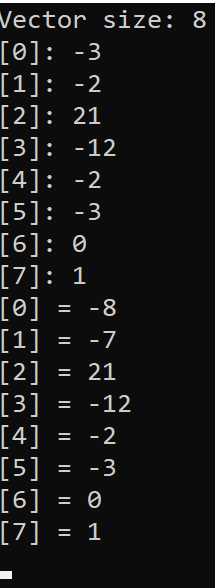 Vector size: 8
[0]: -3
[1]: -2
[2]: 21
[3]: -12
[4]: -2
[5]: -3
[6]: 0
[7]: 1
[0] = -8
[1] = -7
[2] = 21
[3] = -12
[4] = -2
[5] = -3
[6] = 0
[7] = 1